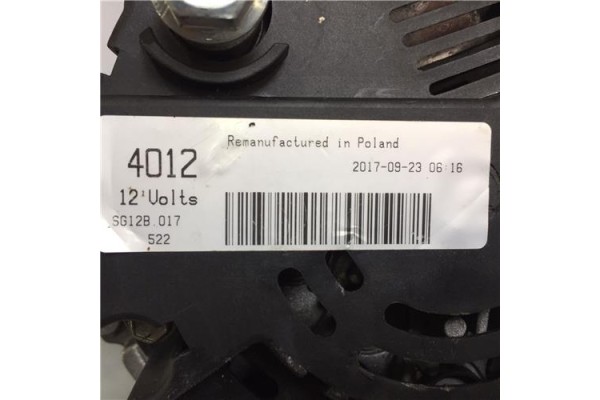 Remanufactured in Poland
4012
2017-09-23 06:16
12'Volts
SG12B.017
522